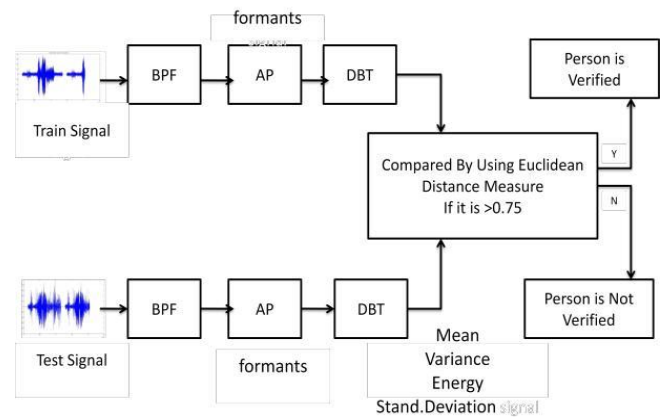 formants
BPF
AP
DBT
Train Signal
Person is
Verified
Compared By Using Euclidean
Distance Measure
If it is >0.75
Y
N
BPF
AP
DBT
Test Signal
formants
Mean
Variance
Energy
Stand.Deviation signal
Person is Not
Verified